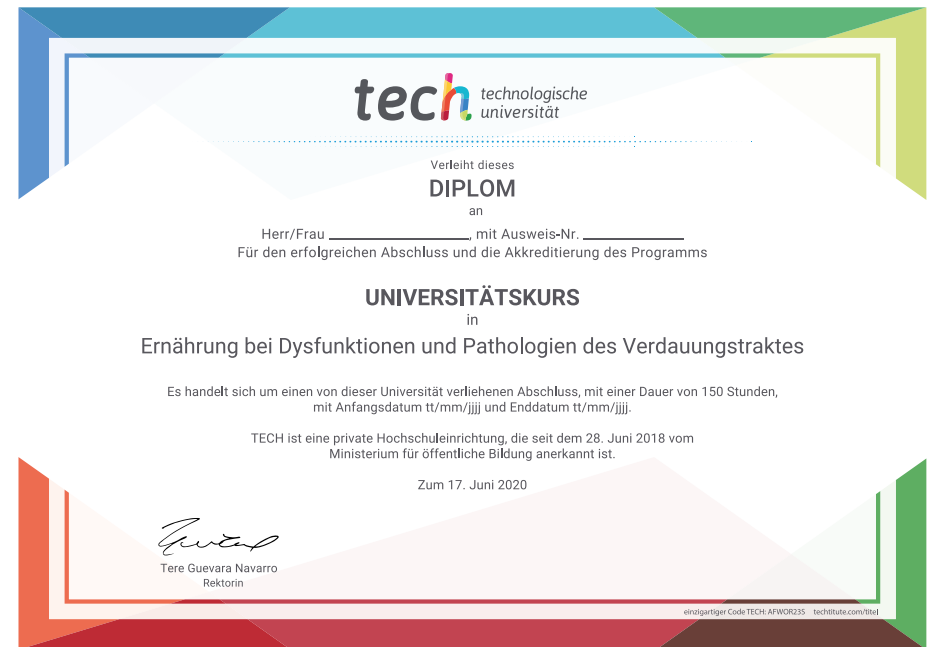 tech technologische
universität
Verleiht dieses
DIPLOM
an
Herr/Frau ____________________, mit Ausweis-Nr. ______________
Für den erfolgreichen Abschluss und die Akkreditierung des Programms
UNIVERSITÄTSKURS
in
Ernährung bei Dysfunktionen und Pathologien des Verdauungstraktes
Es handelt sich um einen von dieser Universität verliehenen Abschluss, mit einer Dauer von 150 Stunden,
mit Anfangsdatum tt/mm/jjjj und Enddatum tt/mm/jjjj.
TECH ist eine private Hochschuleinrichtung, die seit dem 28. Juni 2018 vom
Ministerium für öffentliche Bildung anerkannt ist.
Zum 17. Juni 2020
Tere Guevara Navarro
Rektorin
einzigartiger Code TECH: AFWOR235 techtitute.com/titel